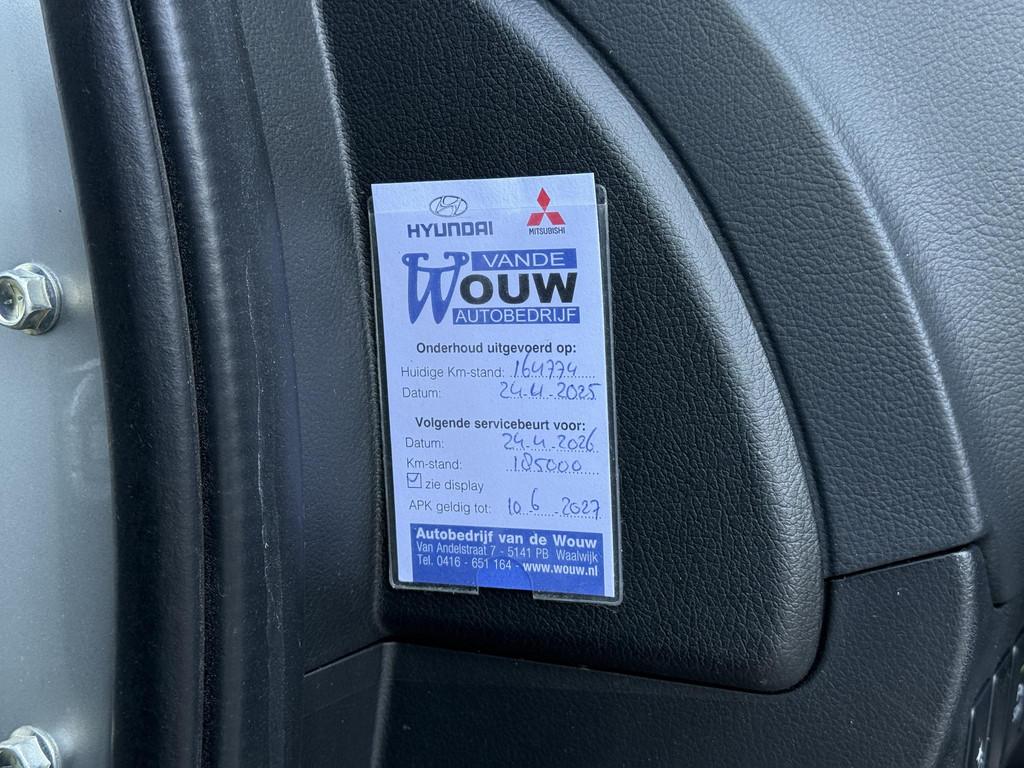 HYUNDAI MITSUBISHI
VANDE
WOUW
AUTOBEDRIJF
Onderhoud uitgevoerd op:
Huidige Km-stand: 164774
Datum: 24-4-2025
Volgende servicebeurt voor:
Datum: 24-4-2026
Km-stand: 185000
zie display
APK geldig tot: 10 6 - 2027
Autobedrijf van de Wouw
Van Andelstraat 7 - 5141 PB Waalwijk
Tel. 0416 - 651 164 - www.wouw.nl